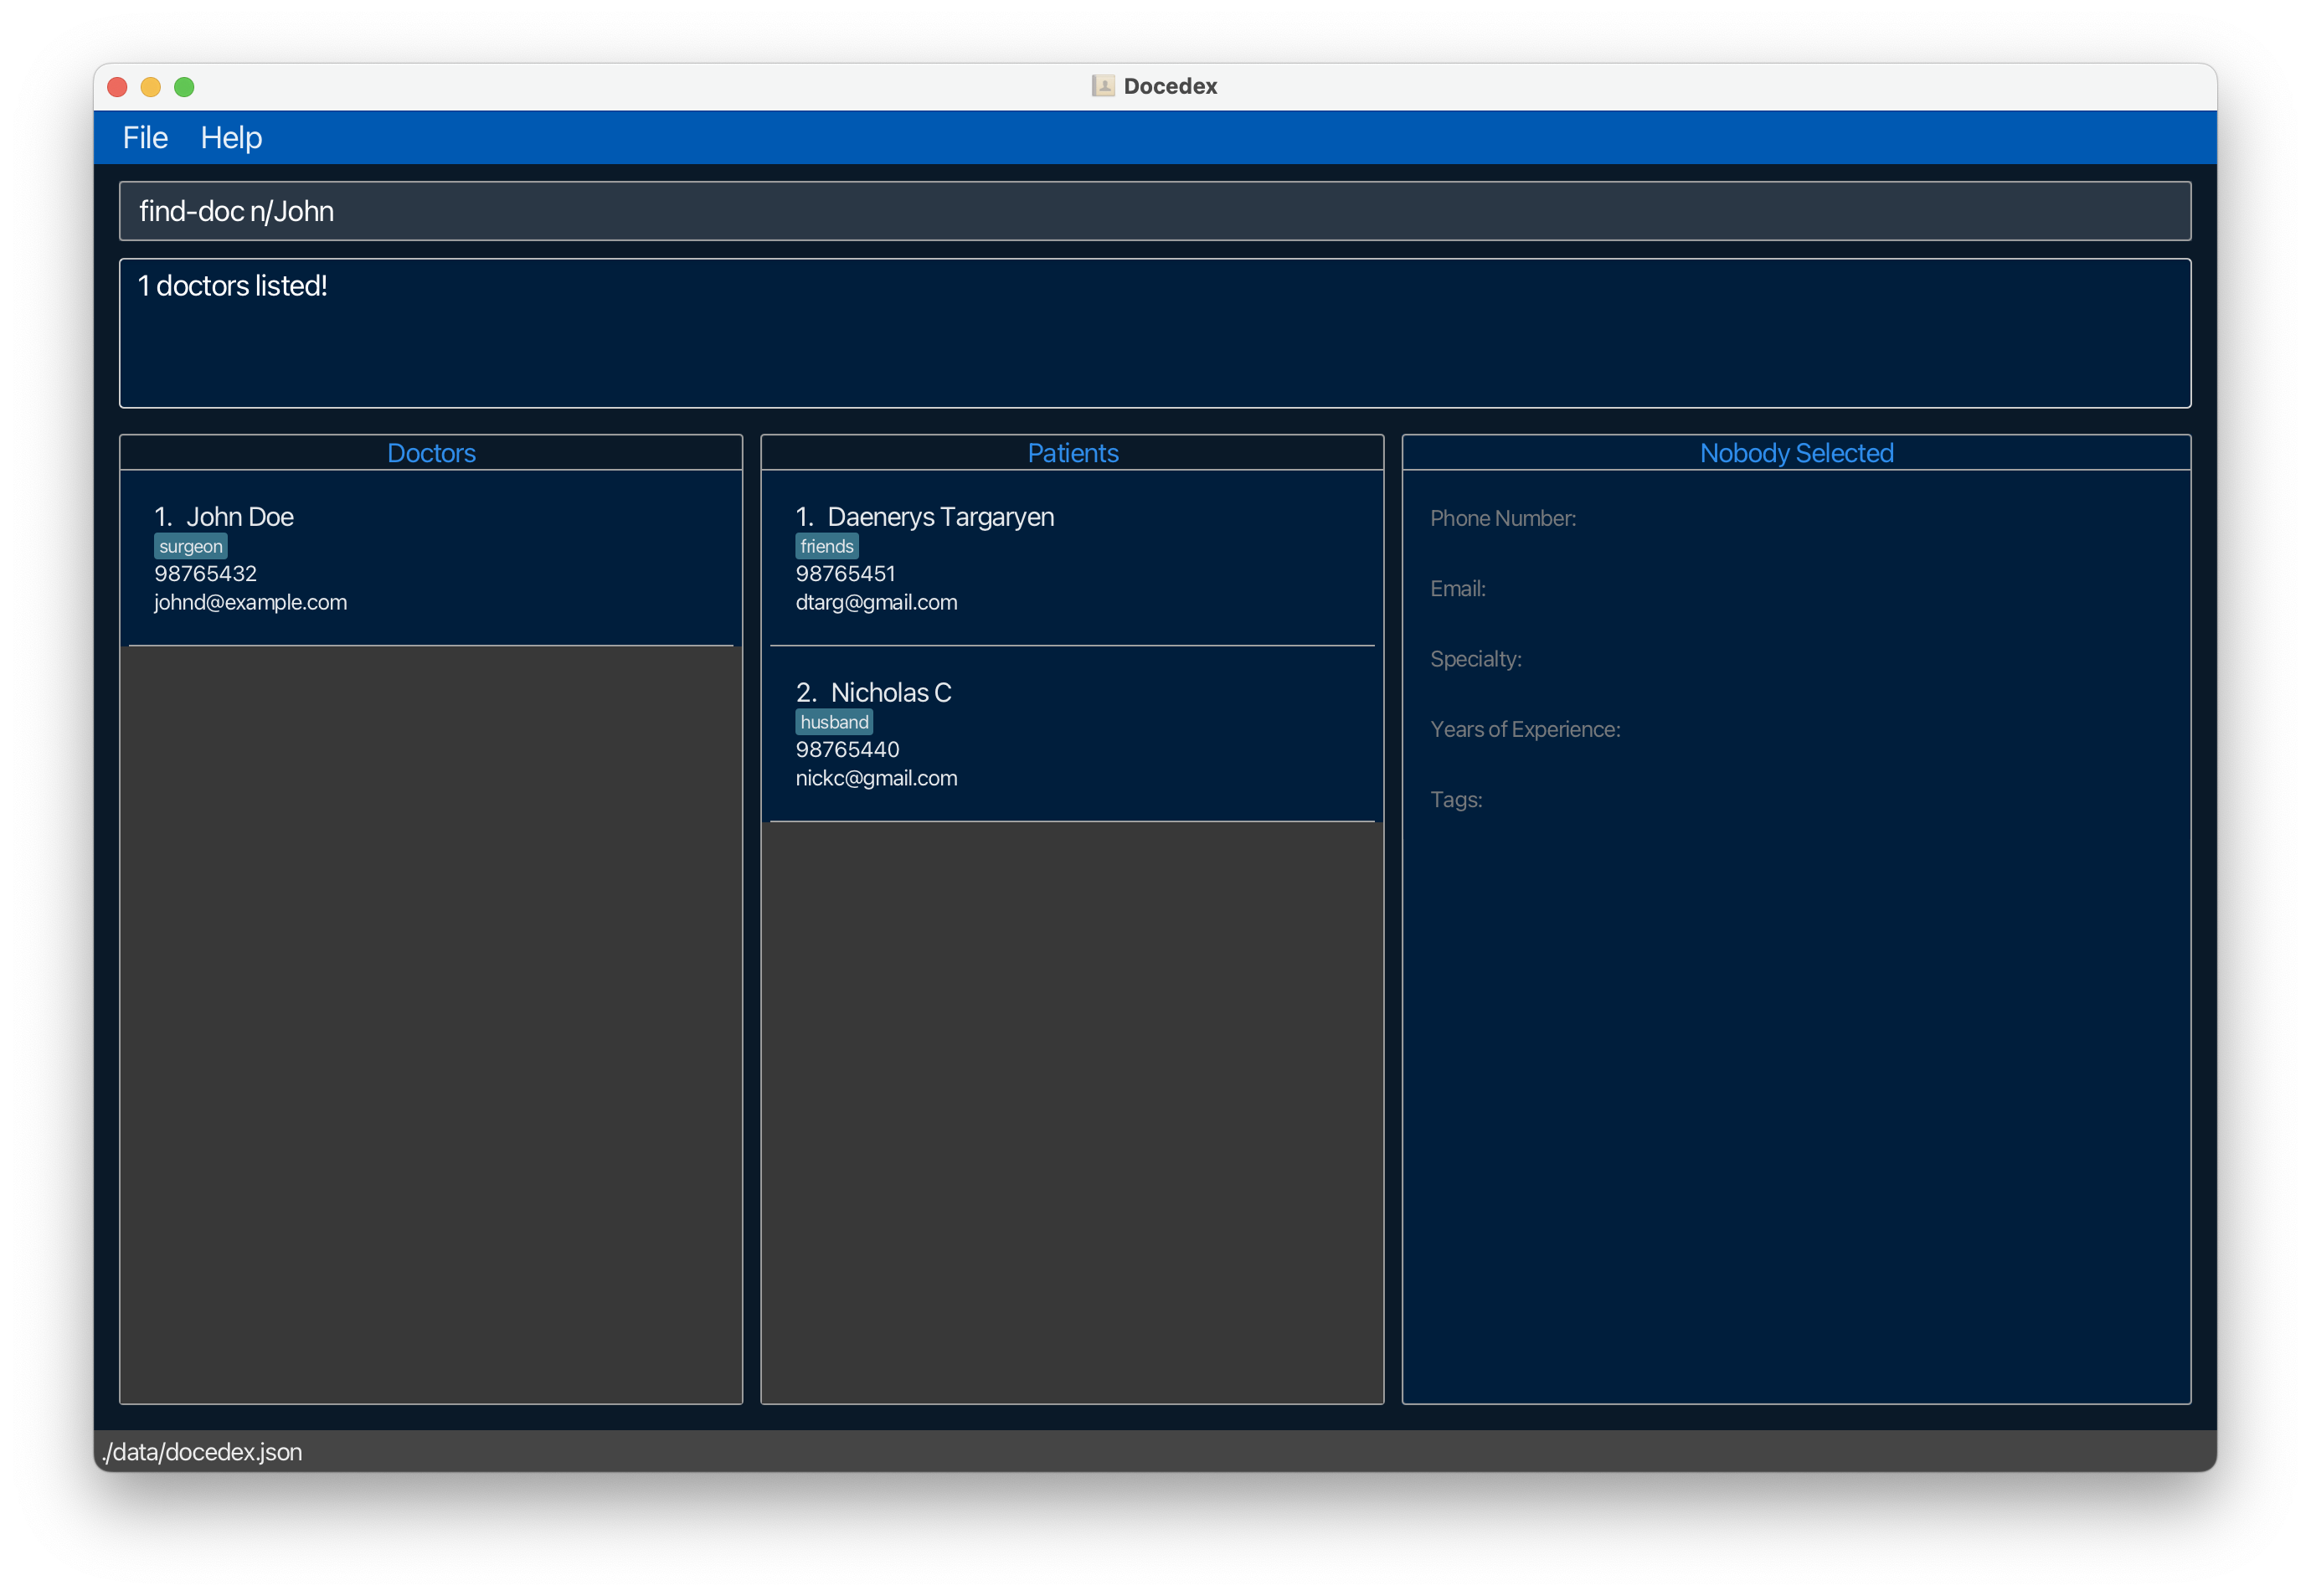 Docedex
File Help
find-doc n/John
1 doctors listed!
Doctors
1. John Doe
surgeon
98765432
johnd@example.com
Patients
1. Daenerys Targaryen
friends
98765451
dtarg@gmail.com
2. Nicholas C
husband
98765440
nickc@gmail.com
Nobody Selected
Phone Number:
Email:
Specialty:
Years of Experience:
Tags:
./data/docedex.json